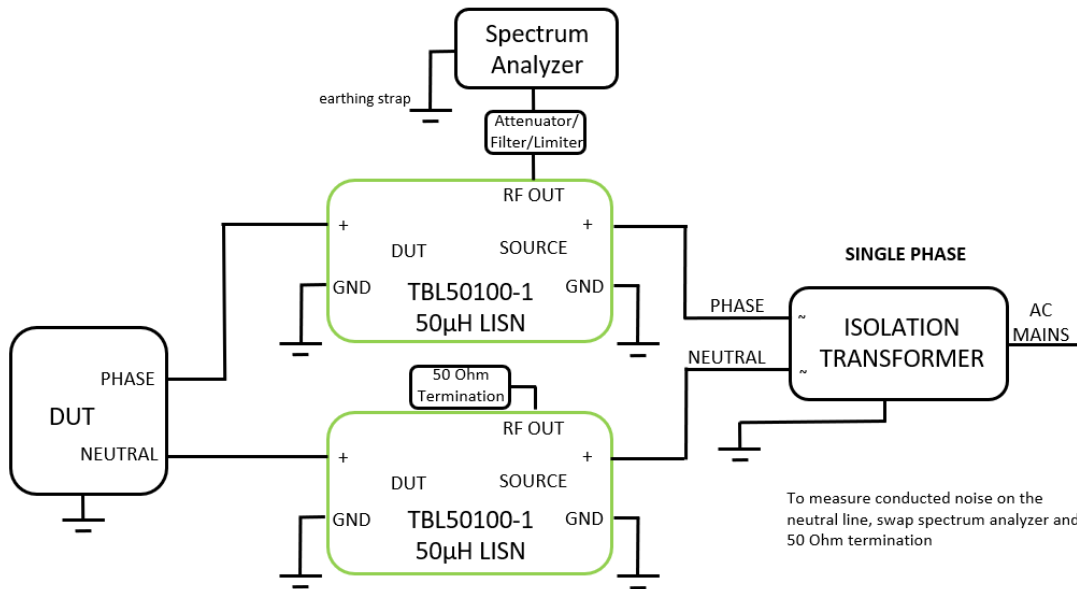 Spectrum
Analyzer
earthing strap
Attenuator/
Filter/Limiter
RF OUT
+
+
DUT
SOURCE
GND
GND
TBL50100-1
50µH LISN
SINGLE PHASE
PHASE
~
ISOLATION
TRANSFORMER
AC
MAINS
NEUTRAL
~
PHASE
DUT
NEUTRAL
50 Ohm
Termination
RF OUT
+
+
DUT
SOURCE
GND
GND
TBL50100-1
50µH LISN
To measure conducted noise on the
neutral line, swap spectrum analyzer and
50 Ohm termination